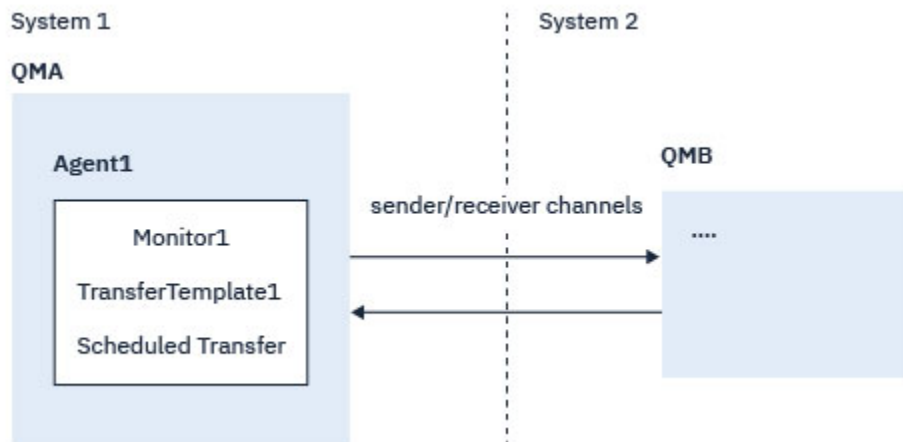 System 1
System 2
QMA
Agent1
QMB
sender/receiver channels
Monitor1
....
TransferTemplate1
Scheduled Transfer